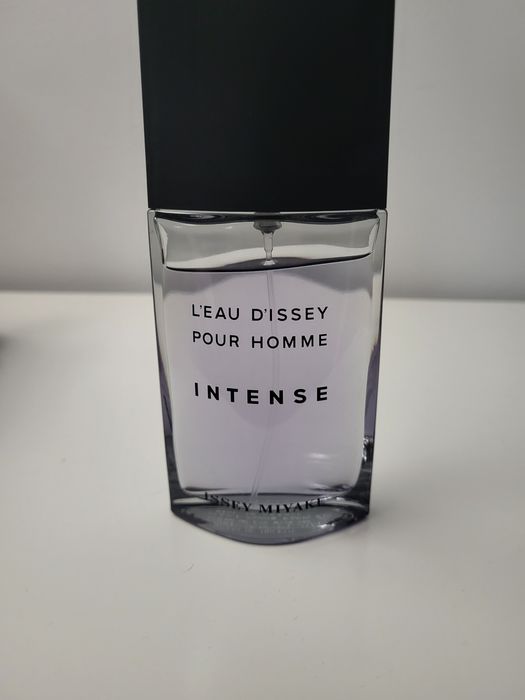 L'EAU D'ISSEY
POUR HOMME
INTENSE
ISSEY MIYAKE